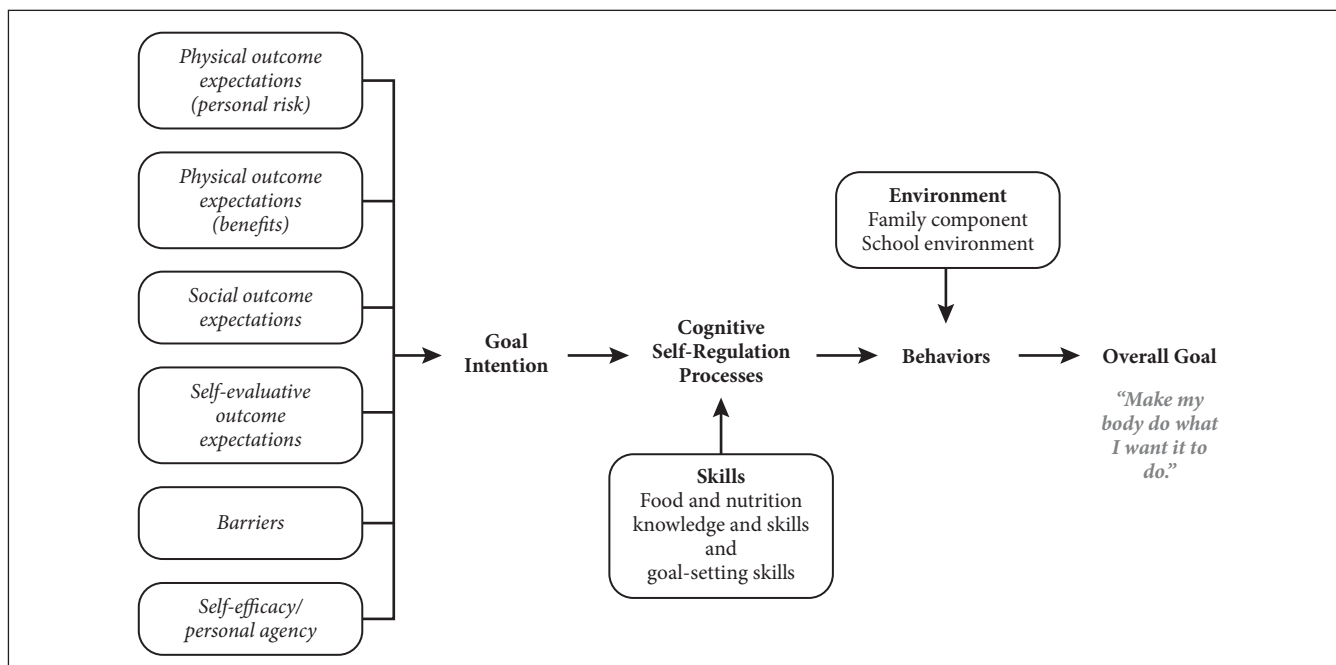 Physical outcome
expectations
(personal risk)
Physical outcome
expectations
(benefits)
Social outcome
expectations
Self-evaluative
outcome
expectations
Barriers
Self-efficacy/
personal agency
Goal
Intention
Cognitive
Self-Regulation
Processes
Skills
Food and nutrition
knowledge and skills
and
goal-setting skills
Environment
Family component
School environment
Behaviors
Overall Goal
“Make my
body do what
I want it to
do.”